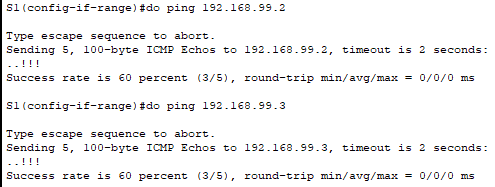 S1(config-if-range)#do ping 192.168.99.2
Type escape sequence to abort.
Sending 5, 100-byte ICMP Echos to 192.168.99.2, timeout is 2 seconds:
..!!!
Success rate is 60 percent (3/5), round-trip min/avg/max = 0/0/0 ms
S1(config-if-range)#do ping 192.168.99.3
Type escape sequence to abort.
Sending 5, 100-byte ICMP Echos to 192.168.99.3, timeout is 2 seconds:
..!!!
Success rate is 60 percent (3/5), round-trip min/avg/max = 0/0/0 ms